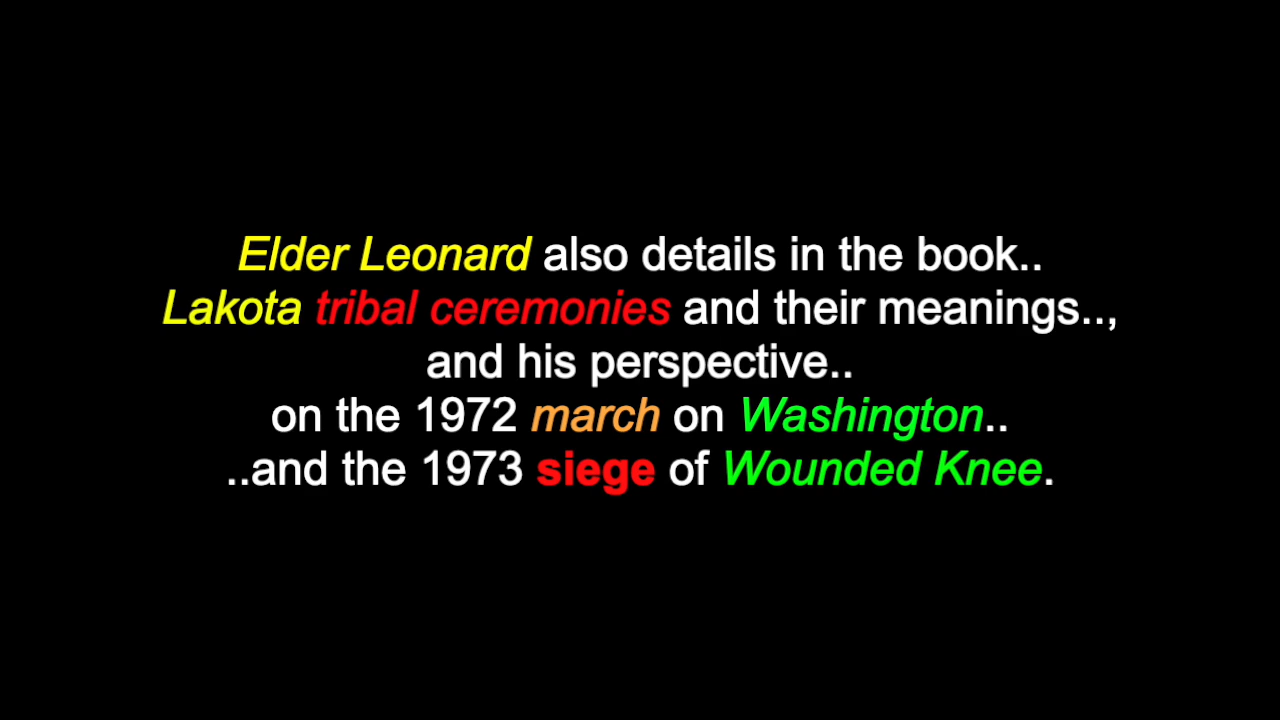 Elder Leonard also details in the book..
Lakota tribal ceremonies and their meanings..,
and his perspective..
on the 1972 march on Washington..
..and the 1973 siege of Wounded Knee.